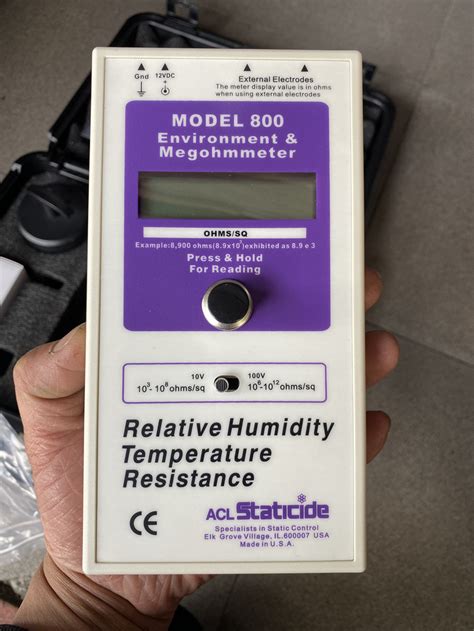 Gnd 12VDC
+
External Electrodes
The meter display value is in ohms
when using external electrodes
MODEL 800
Environment &
Megohmmeter
OHMS/SQ
Example:8,900 ohms(8.9x10³)exhibited as 8.9 e 3
Press & Hold
For Reading
10V 100V
10³- 10⁸ ohms/sq 10⁶-10¹² ohms/sq
Relative Humidity
Temperature
Resistance
CE
ACL Staticide
Specialists in Static Control
Elk Grove Village, IL.600007 USA
Made in U.S.A.